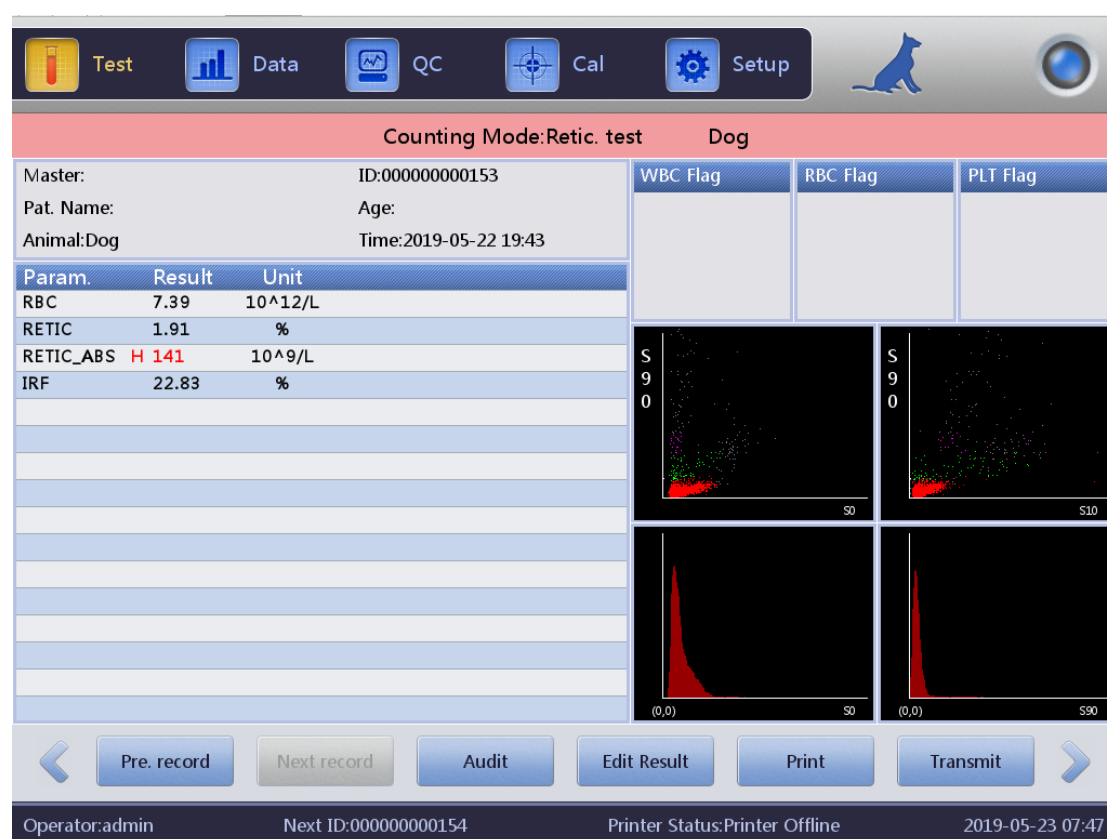 Test Data QC Cal Setup
Counting Mode:Retic. test Dog
Master: ID:000000000153
Pat. Name: Age:
Animal:Dog Time:2019-05-22 19:43
WBC Flag RBC Flag PLT Flag
Param. Result Unit
RBC 7.39 10^12/L
RETIC 1.91 %
RETIC_ABS H 141 10^9/L
IRF 22.83 %
S90
S0
S90
S10
(0,0) S0
(0,0) S90
Pre. record Next record Audit Edit Result Print Transmit
Operator:admin Next ID:000000000154 Printer Status:Printer Offline 2019-05-23 07:47